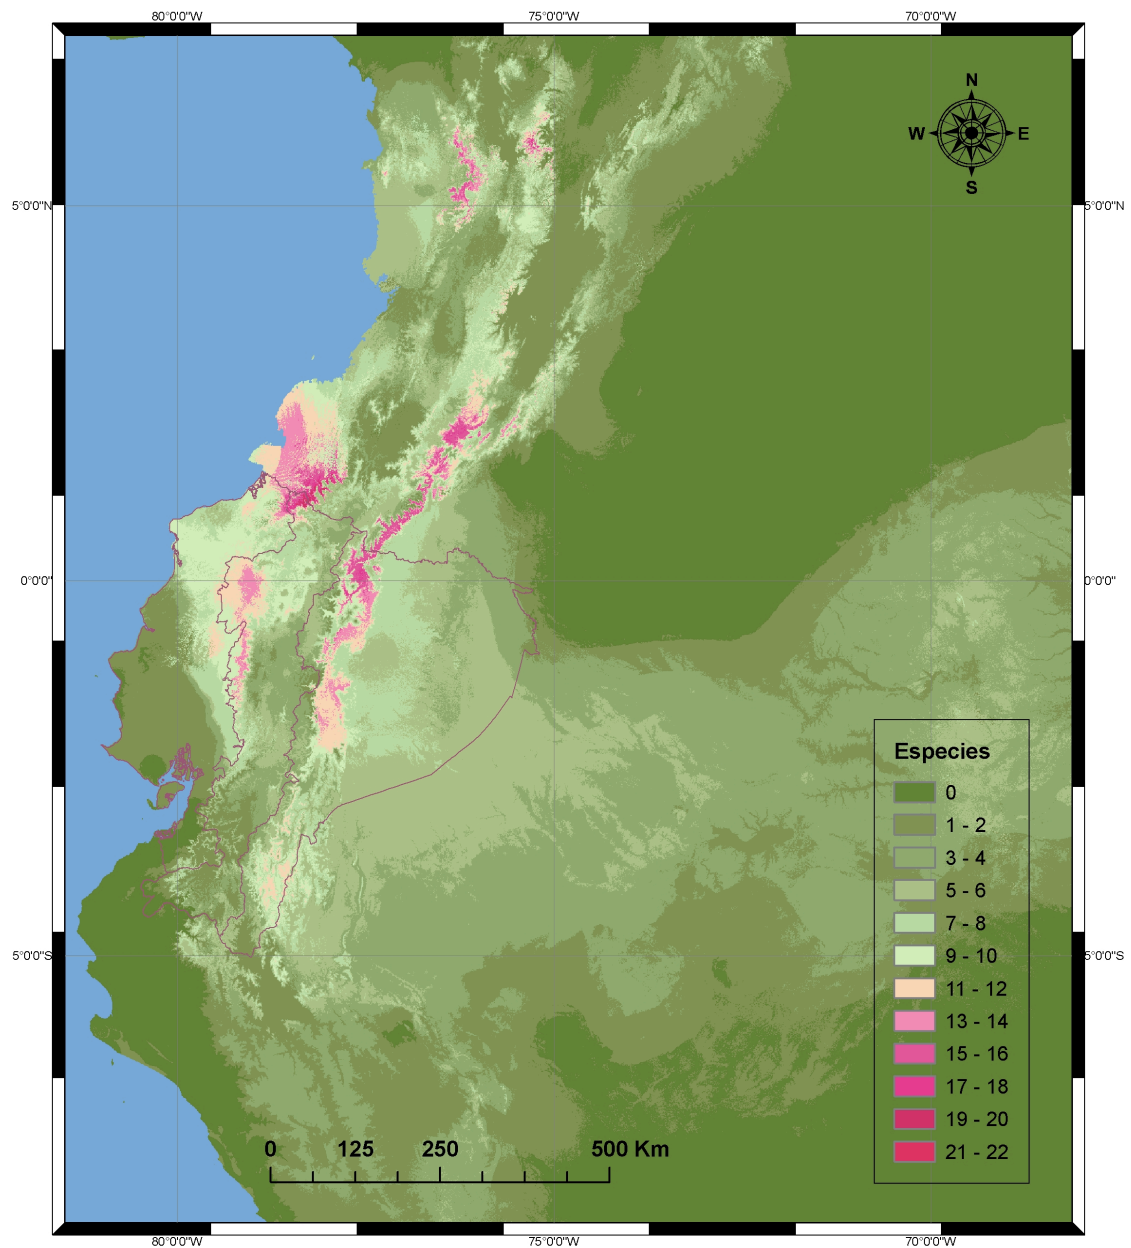 80°0'0"W 75°0'0"W 70°0'0"W
N
W E
S
5°0'0"N 5°0'0"N
0°0'0" 0°0'0"
5°0'0"S 5°0'0"S
Especies
0
1 - 2
3 - 4
5 - 6
7 - 8
9 - 10
11 - 12
13 - 14
15 - 16
17 - 18
19 - 20
21 - 22
0 125 250 500 Km
80°0'0"W 75°0'0"W 70°0'0"W